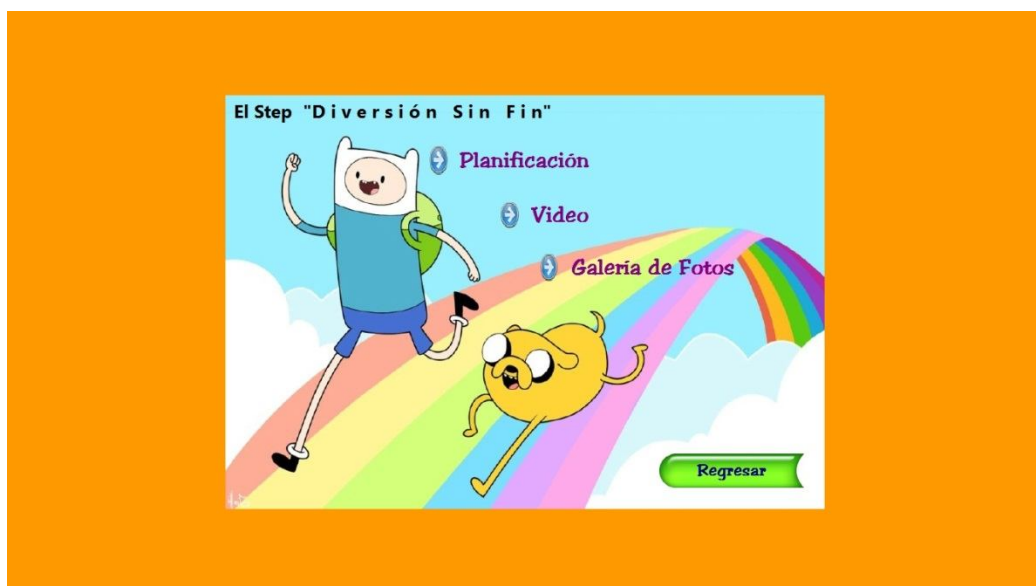 El Step "Diversión Sin Fin"
Planificación
Video
Galería de Fotos
Regresar